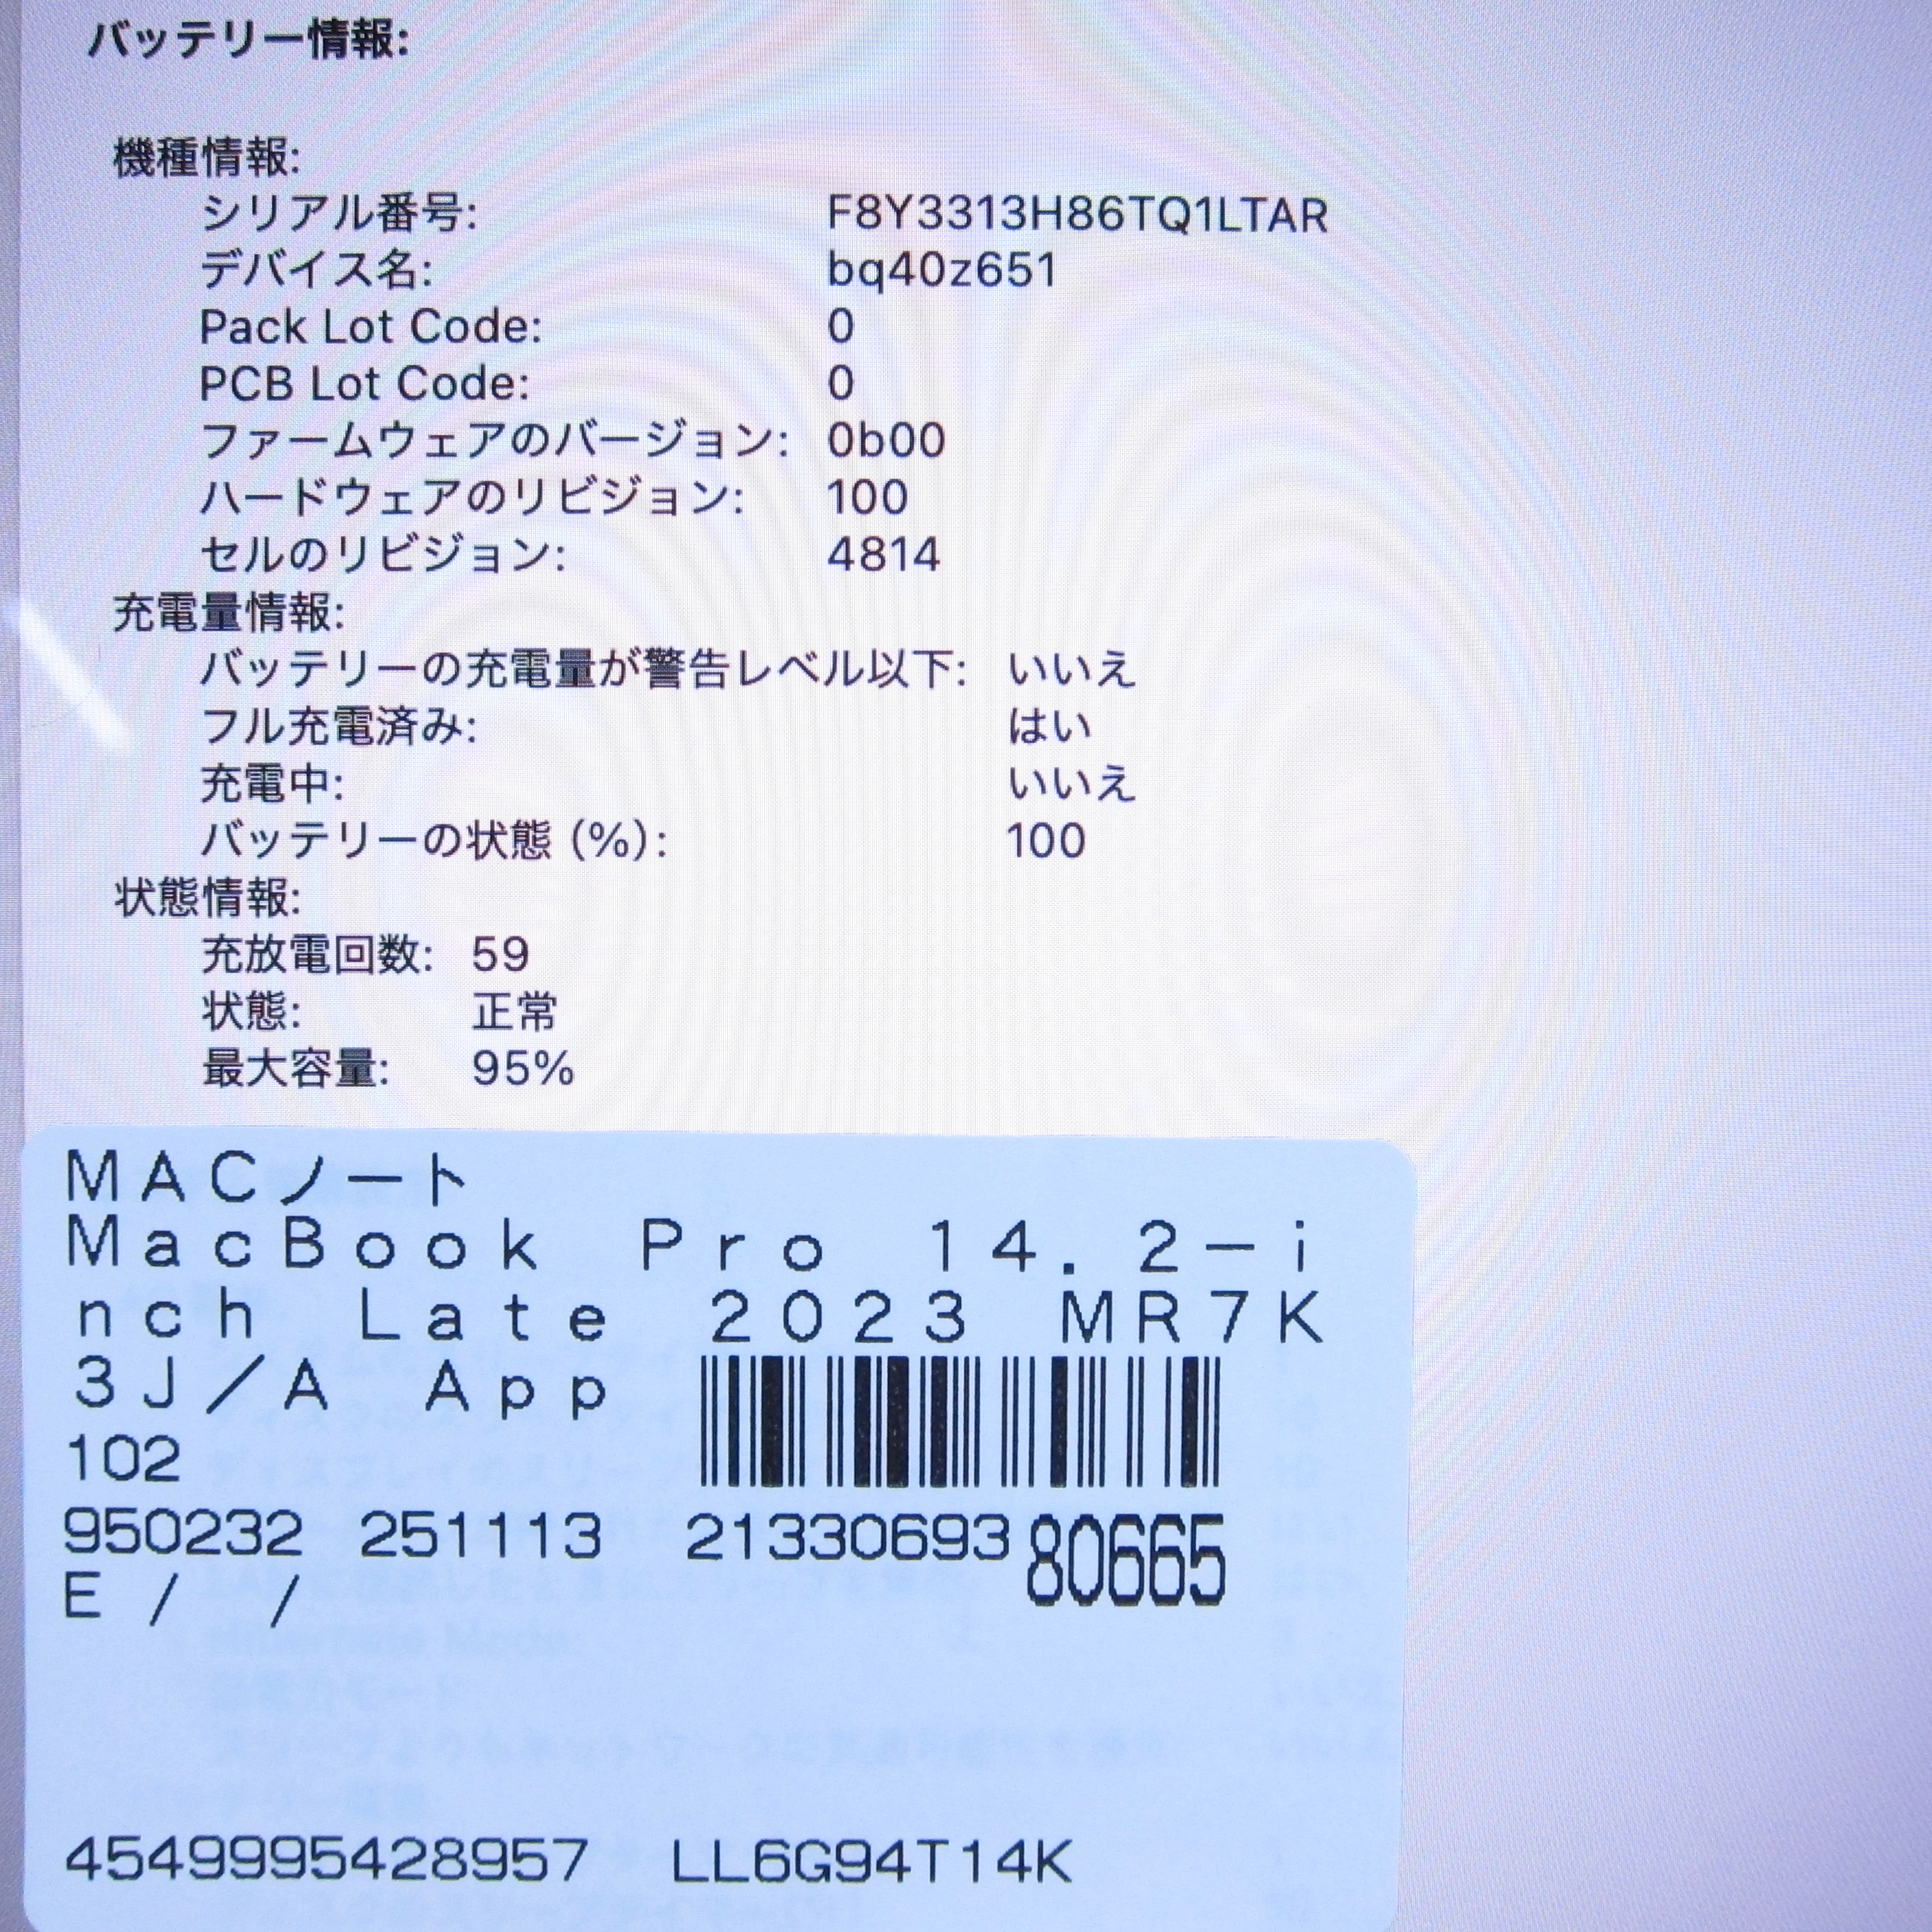 バッテリー情報:
機種情報:
シリアル番号: F8Y3313H86TQ1LTAR
デバイス名: bq40z651
Pack Lot Code: 0
PCB Lot Code: 0
ファームウェアのバージョン: 0b00
ハードウェアのリビジョン: 100
セルのリビジョン: 4814
充電量情報:
バッテリーの充電量が警告レベル以下: いいえ
フル充電済み: はい
充電中: いいえ
バッテリーの状態 (%): 100
状態情報:
充放電回数: 59
状態: 正常
最大容量: 95%
ＭＡＣノート
ＭａｃＢｏｏｋ　Ｐｒｏ　１４．２－ｉ
ｎｃｈ　Ｌａｔｅ　２０２３　ＭＲ７Ｋ
３Ｊ／Ａ　Ａｐｐ
102
950232 251113 21330693 80665
E / /
4549995428957 LL6G94T14K